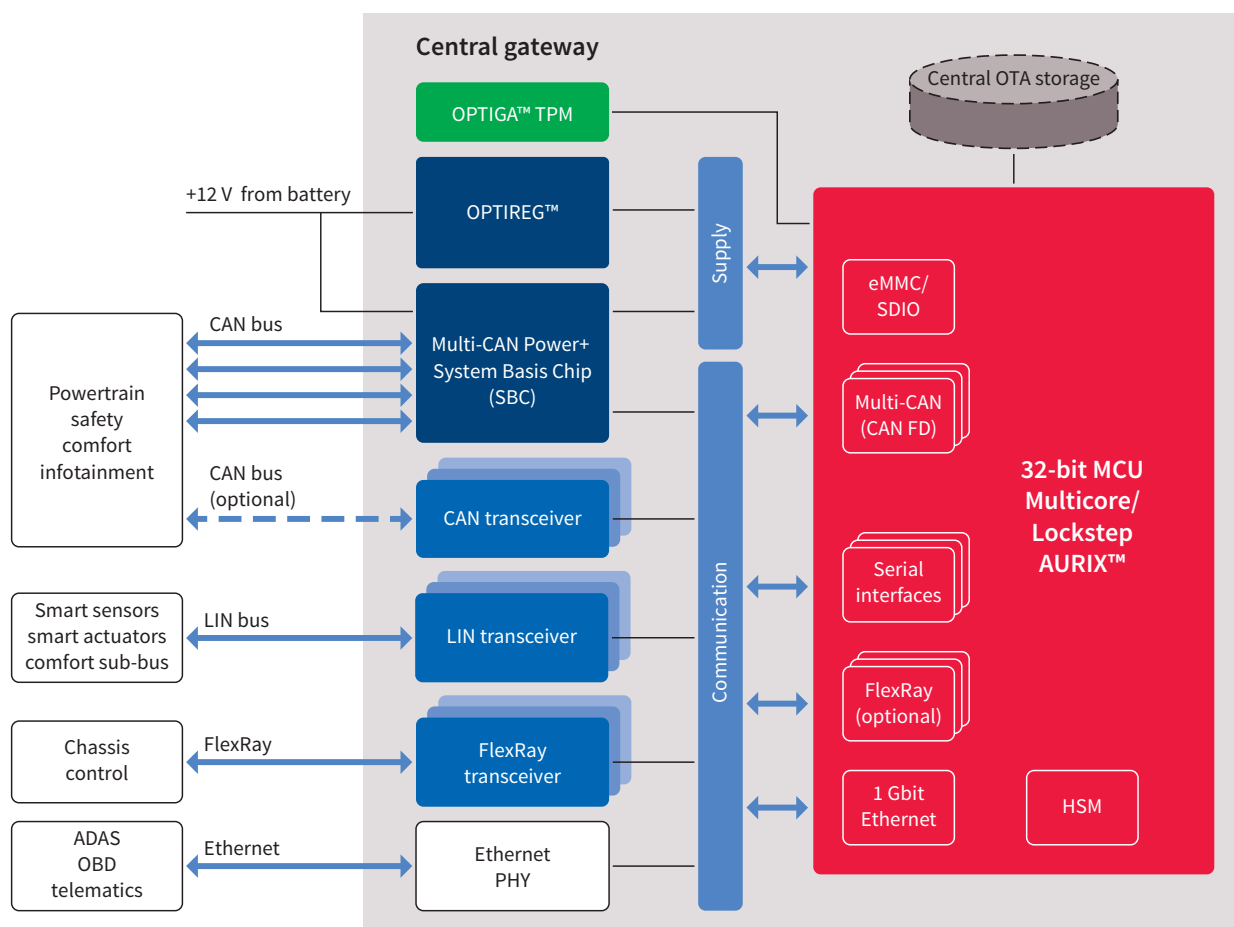 Central gateway
OPTIGA™ TPM
Central OTA storage
+12 V from battery
OPTIREG™
Supply
eMMC/
SDIO
CAN bus
Multi-CAN Power+
System Basis Chip
(SBC)
Powertrain
safety
comfort
infotainment
Multi-CAN
(CAN FD)
32-bit MCU
Multicore/
Lockstep
AURIX™
CAN bus
(optional)
CAN transceiver
Communication
Serial
interfaces
Smart sensors
smart actuators
comfort sub-bus
LIN bus
LIN transceiver
FlexRay
(optional)
Chassis
control
FlexRay
FlexRay
transceiver
1 Gbit
Ethernet
HSM
ADAS
OBD
telematics
Ethernet
Ethernet
PHY